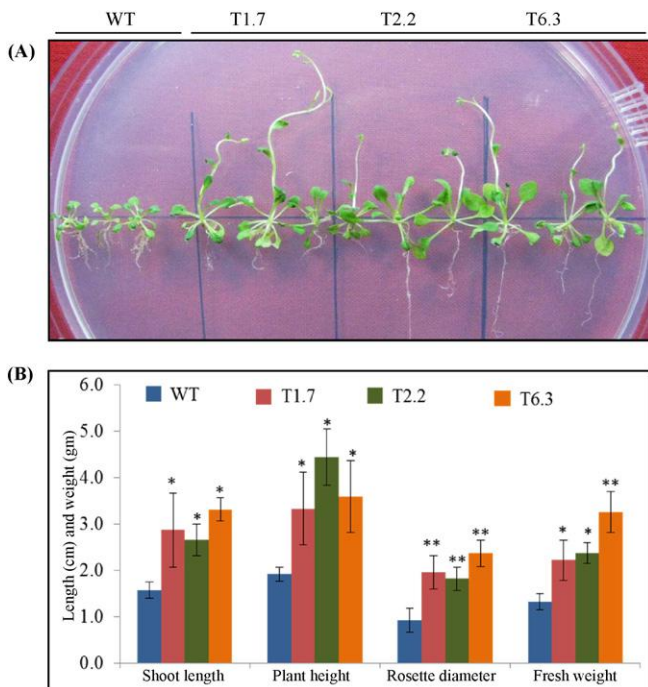 WT T1.7 T2.2 T6.3
(A)
(B)
6.0
5.0
4.0
3.0
2.0
1.0
0.0
Length (cm) and weight (gm)
WT T1.7 T2.2 T6.3
* * *
* * *
** ** **
* * **
Shoot length Plant height Rosette diameter Fresh weight